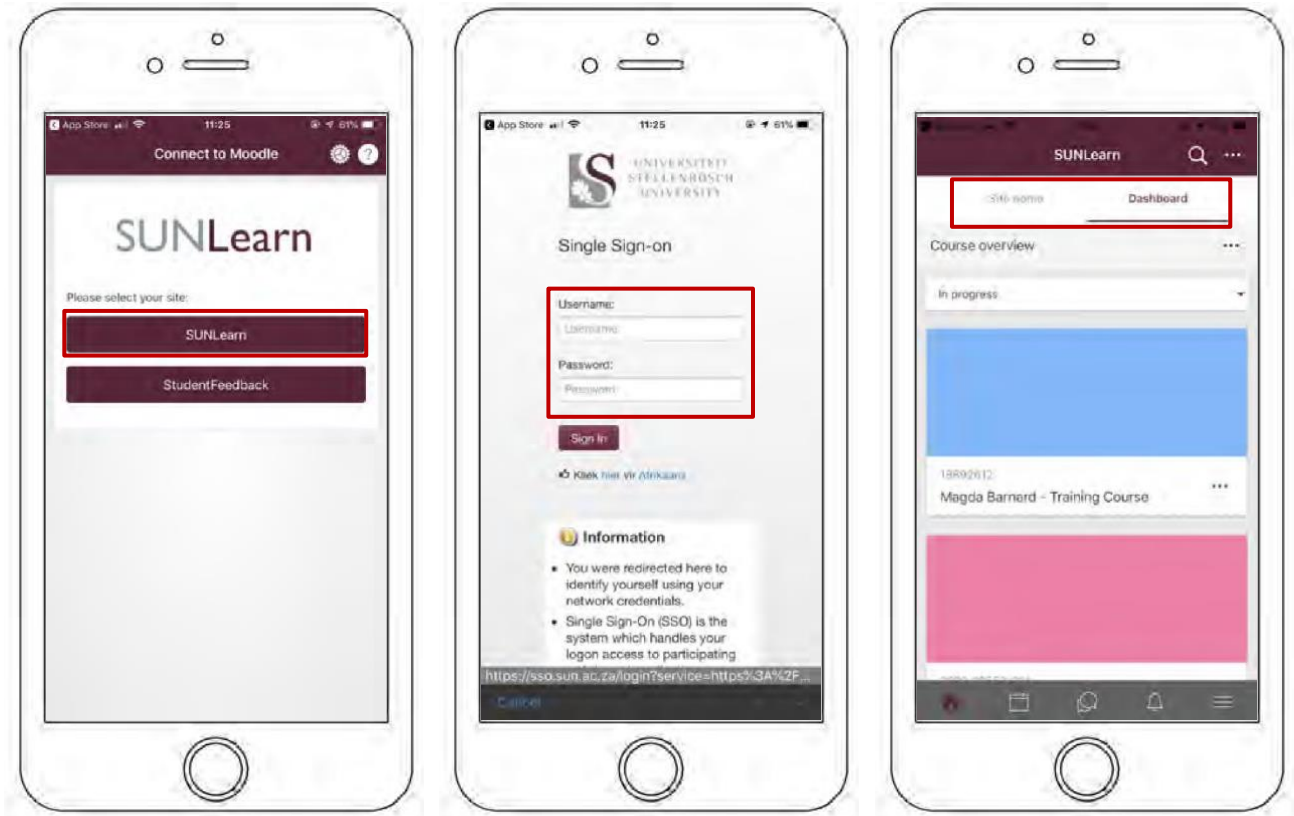 App Store 11:25 61%
Connect to Moodle ?
SUNLearn
Please select your site:
SUNLearn
StudentFeedback
App Store 11:25 61%
S
UNIVERSITEIT
STELLENBOSCH
UNIVERSITY
Single Sign-on
Username:
Username
Password:
Password
Sign In
Kliek hier vir Afrikaans
Information
• You were redirected here to
identify yourself using your
network credentials.
• Single Sign-On (SSO) is the
system which handles your
logon access to participating
https://sso.sun.ac.za/login?service=https%3A%2F...
Cancel
SUNLearn
Site home Dashboard
Course overview
In progress
Magda Barnard - Training Course